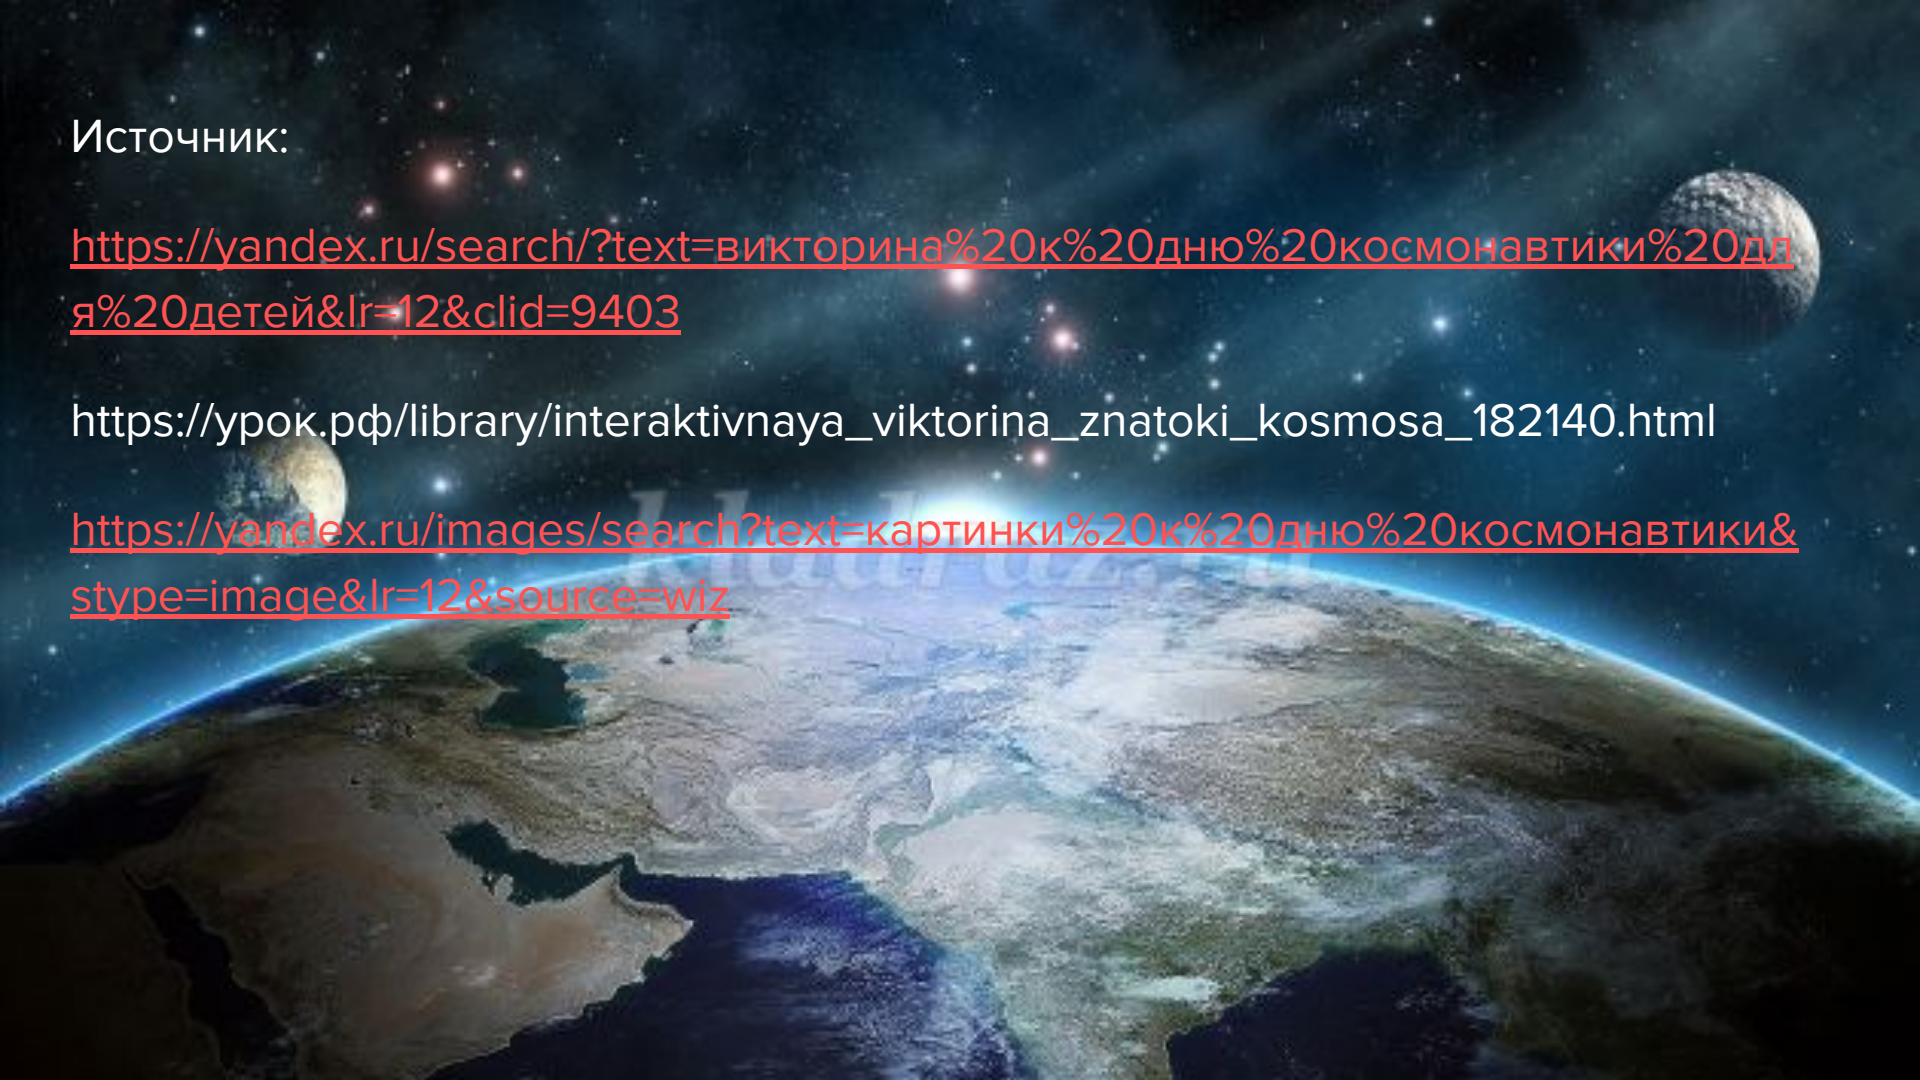 Источник:
https://yandex.ru/search/?text=викторина%20к%20дню%20космонавтики%20дл
я%20детей&lr=12&clid=9403
https://урок.рф/library/interaktivnaya_viktorina_znatoki_kosmosa_182140.html
kladraz.ru
https://yandex.ru/images/search?text=картинки%20к%20дню%20космонавтики&
stype=image&lr=12&source=wiz